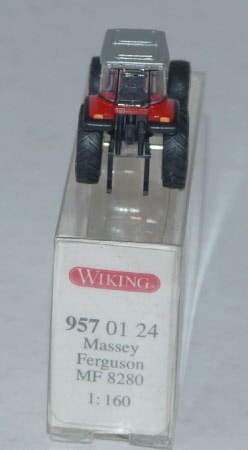 WIKING
957 01 24
Massey
Ferguson
MF 8280
1:160